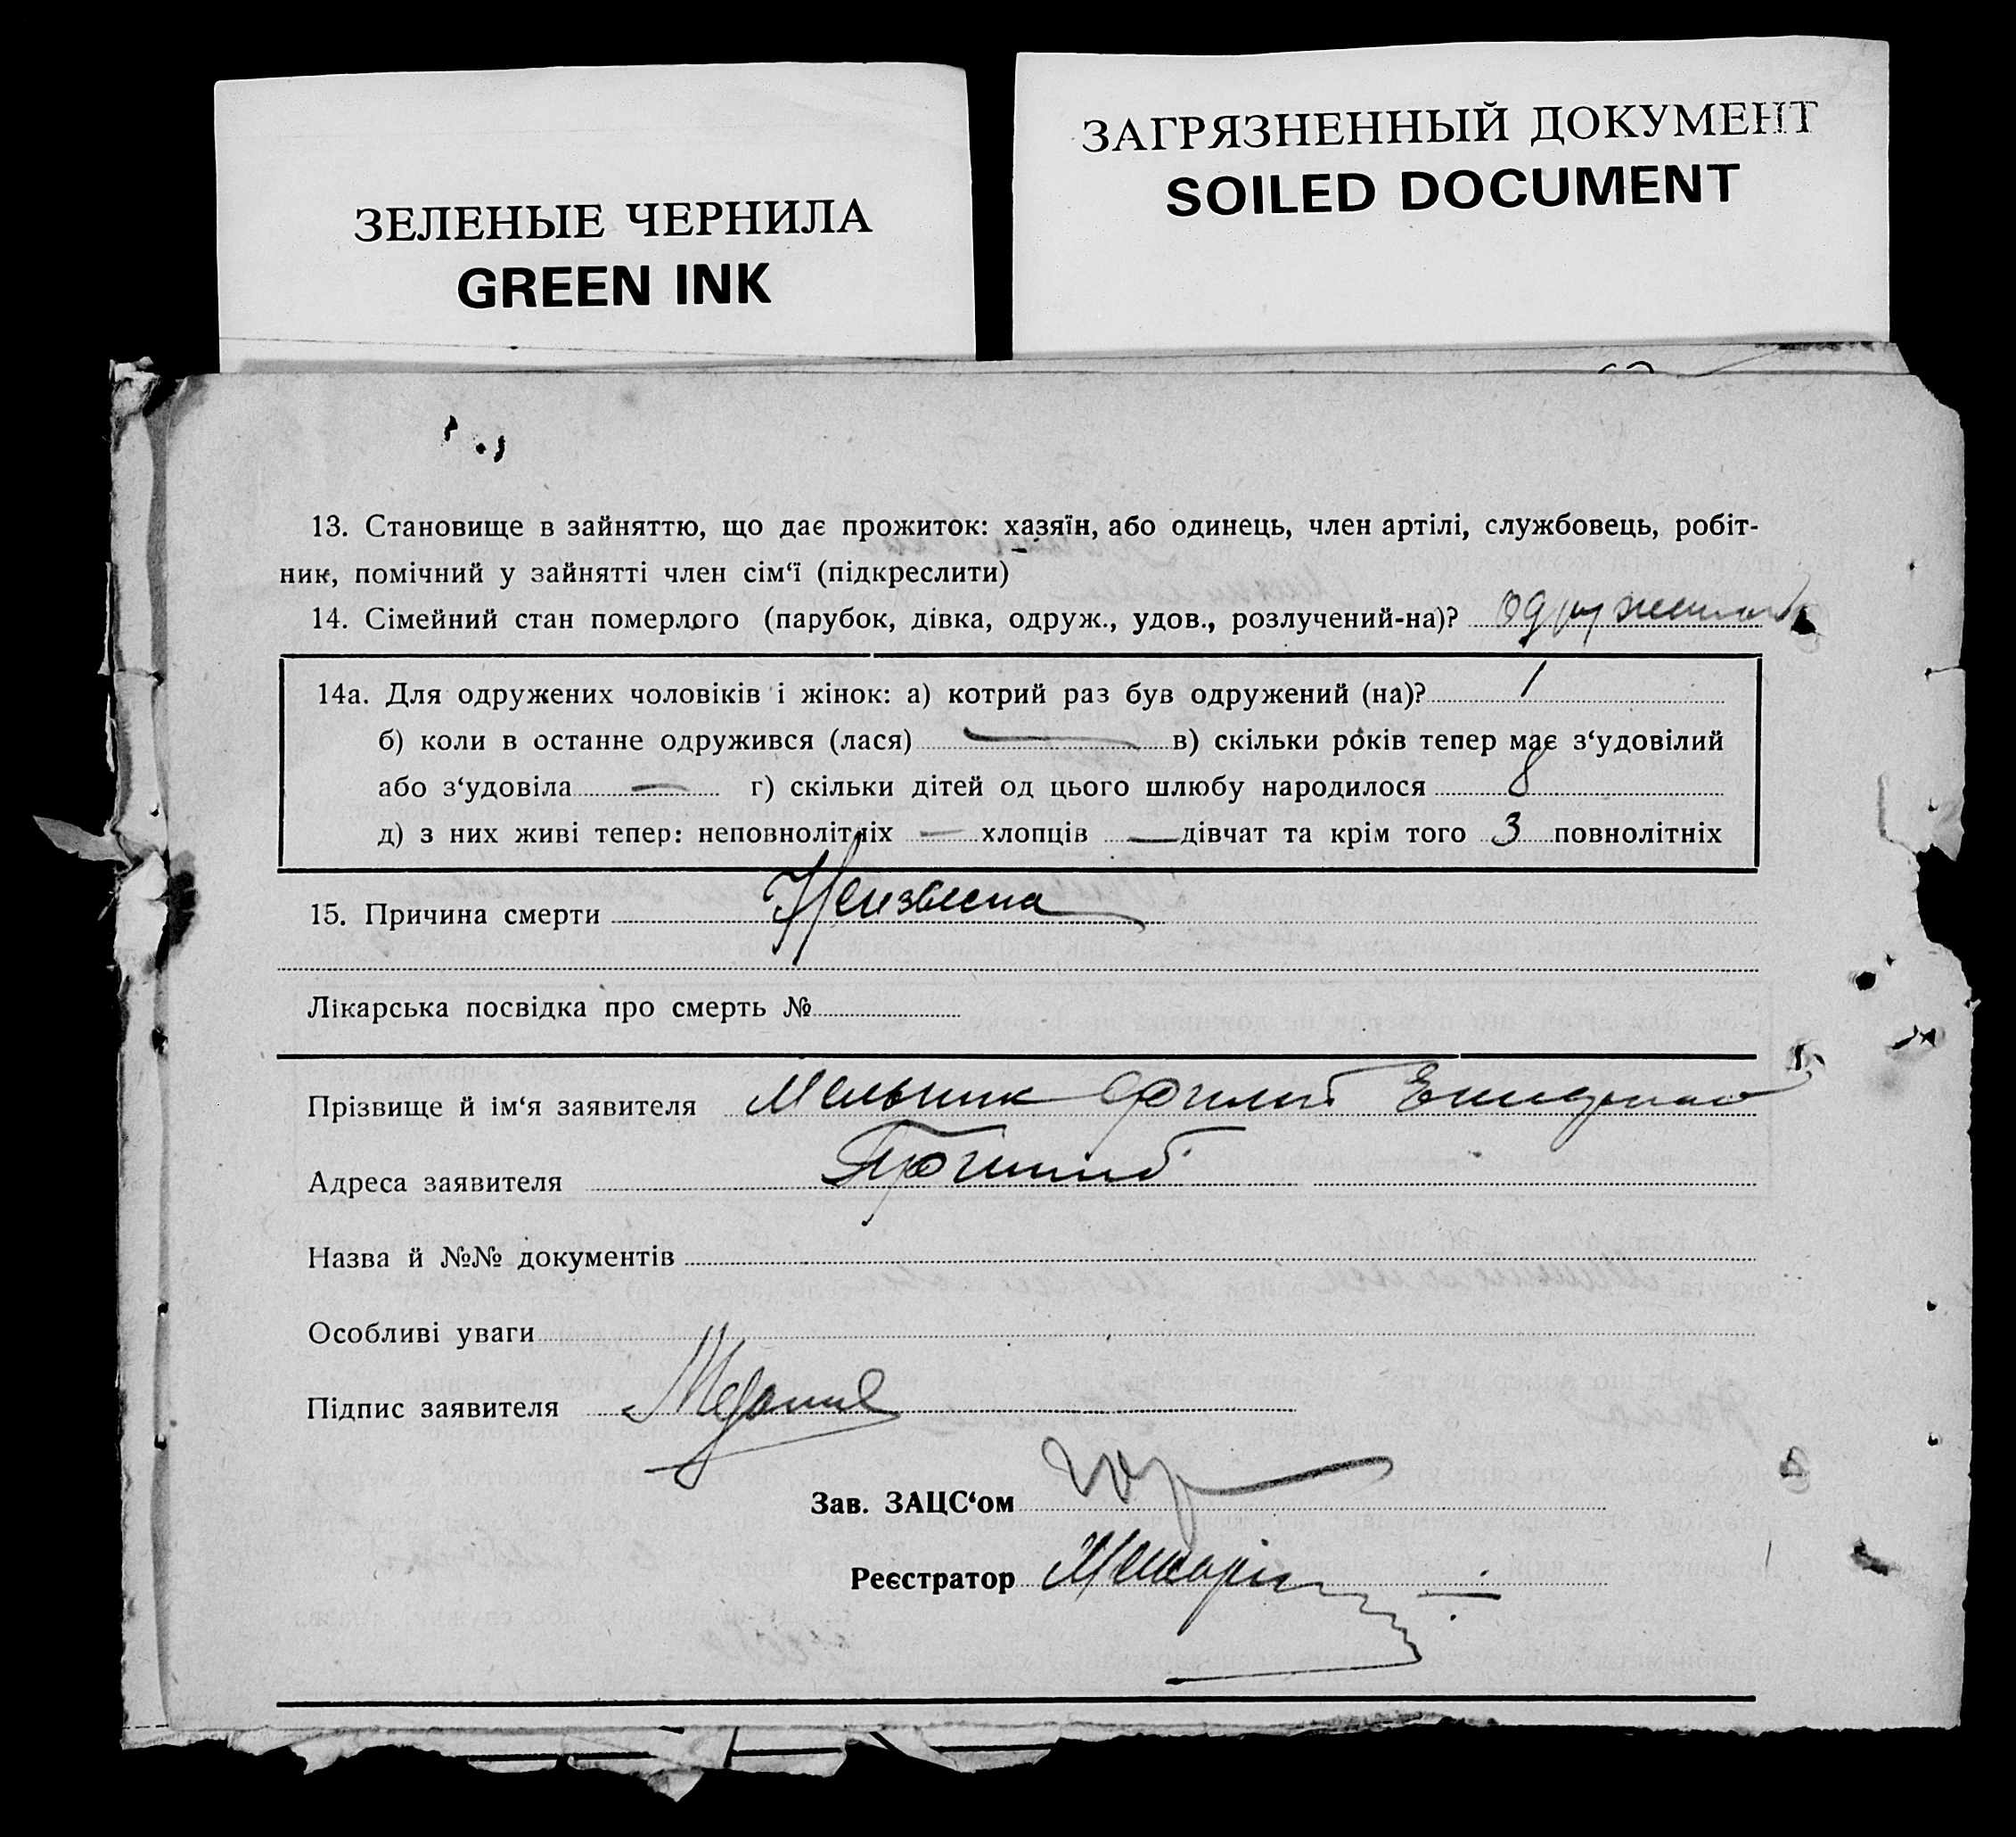 ЗЕЛЕНЫЕ ЧЕРНИЛА
GREEN INK
ЗАГРЯЗНЕННЫЙ ДОКУМЕНТ
SOILED DOCUMENT
13. Становище в зайняттю, що дає прожиток: хазяїн, або одинець, член артілі, службовець, робіт-
ник, помічний у зайнятті член сім‘ї (підкреслити)
14. Сімейний стан померлого (парубок, дівка, одруж., удов., розлучений-на)?
14а. Для одружених чоловіків і жінок: а) котрий раз був одружений (на)? 1
б) коли в останне одружився (лася) — в) скільки років тепер має з‘удовілий
або з‘удовіла — г) скільки дітей од цього шлюбу народилося 8
д) з них живі тепер: неповнолітніх — хлопців — дівчат та крім того 3 повнолітніх
15. Причина смерти Неизвесна
Лікарська посвідка про смерть №
Прізвище й ім‘я заявителя Мельник Филип
Адреса заявителя
Назва й №№ документів
Особливі уваги
Підпис заявителя
Зав. ЗАЦС‘ом
Реєстратор